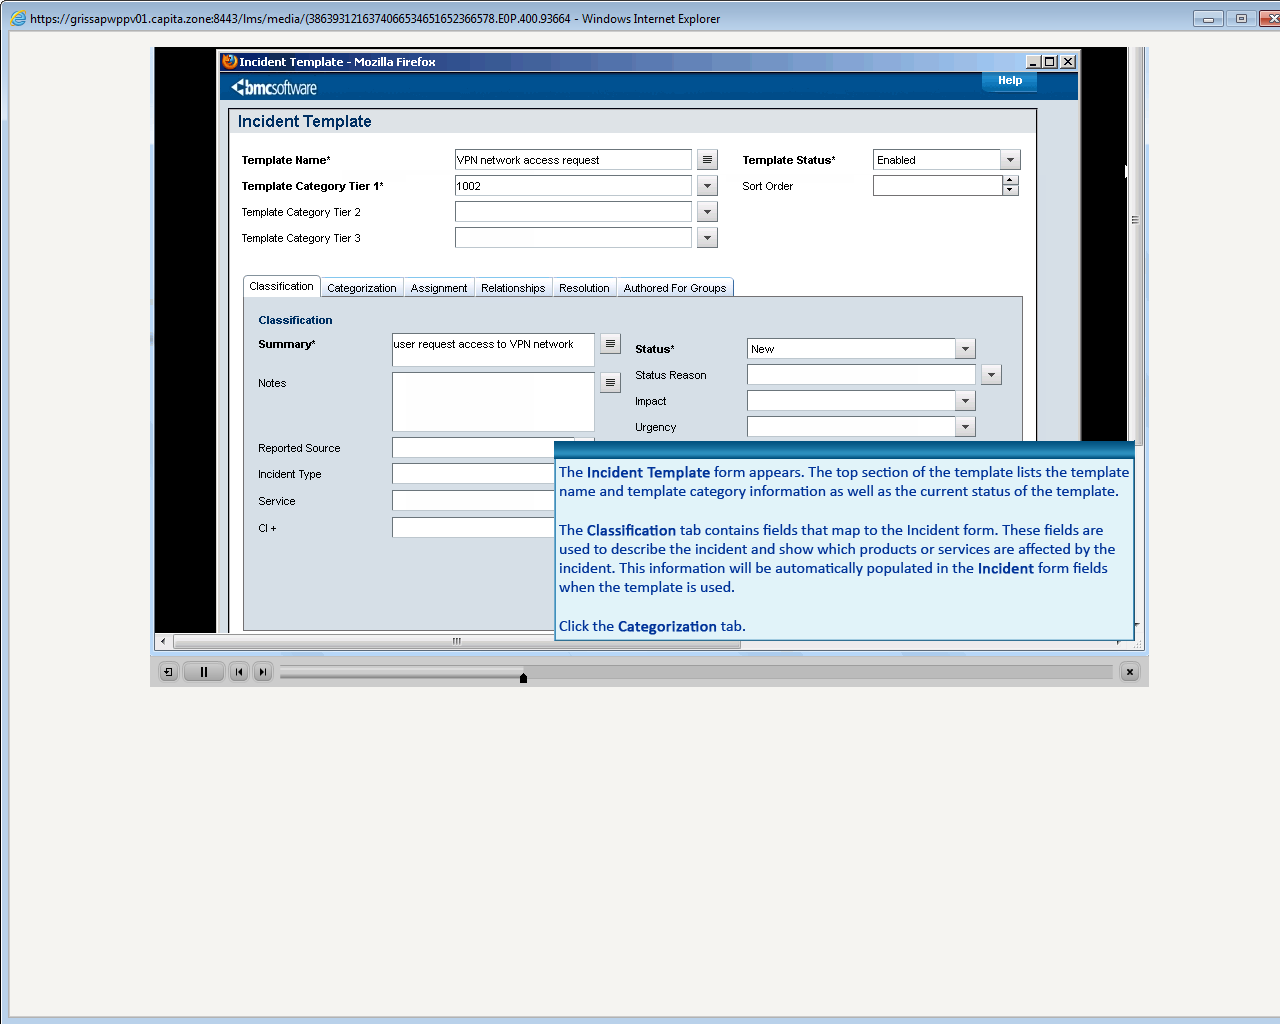 https://grissapwppv01.capita.zone:8443/lms/media/(3863931216374066534651652366578.E0P.400.93664 - Windows Internet Explorer
Incident Template - Mozilla Firefox
bmcsoftware
Help
Incident Template
Template Name*
VPN network access request
Template Status*
Enabled
Template Category Tier 1*
1002
Sort Order
Template Category Tier 2
Template Category Tier 3
Classification
Categorization
Assignment
Relationships
Resolution
Authored For Groups
Classification
Summary*
user request access to VPN network
Status*
New
Notes
Status Reason
Impact
Urgency
Reported Source
Incident Type
Service
CI +
The Incident Template form appears. The top section of the template lists the template
name and template category information as well as the current status of the template.
The Classification tab contains fields that map to the Incident form. These fields are
used to describe the incident and show which products or services are affected by the
incident. This information will be automatically populated in the Incident form fields
when the template is used.
Click the Categorization tab.